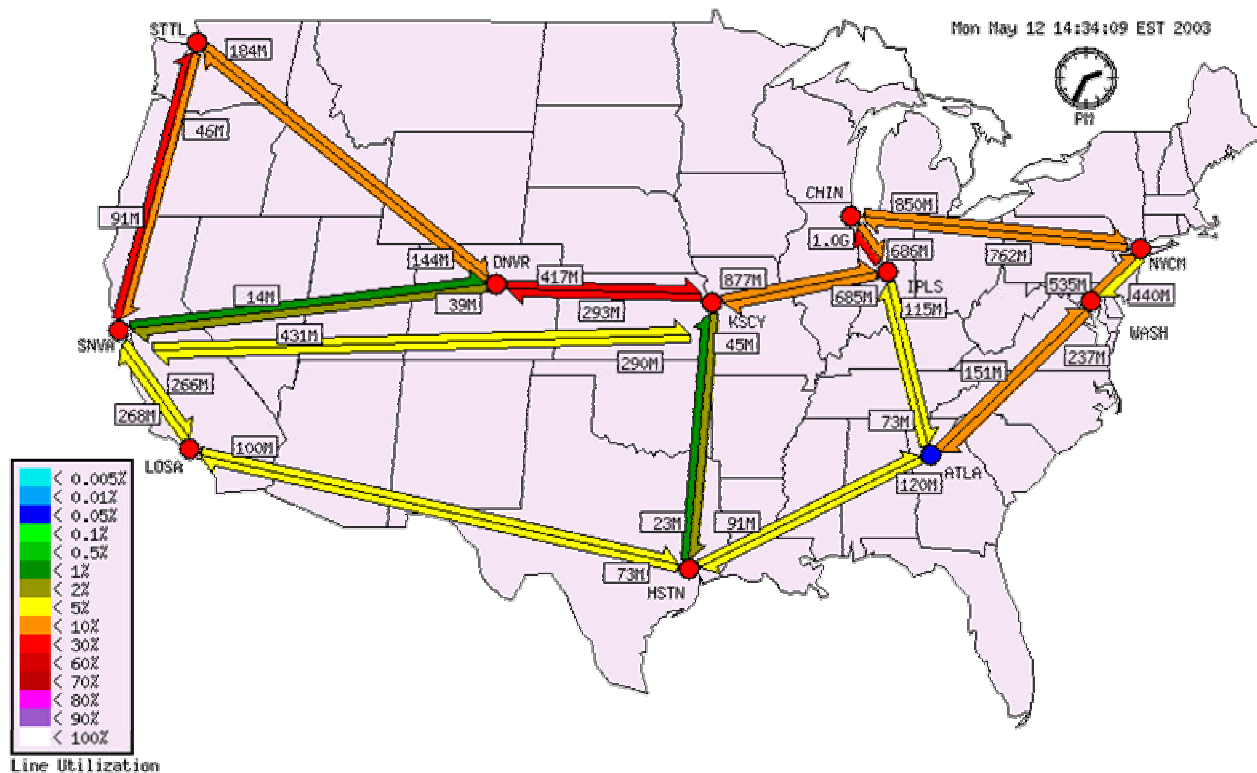 Mon May 12 14:34:09 EST 2003
PM
STTL
184M
46M
91M
CHIN
850M
1.0G
686M
762M
NYCM
144M
DNVR
417M
877M
685M
IPLS
115M
535M
440M
14M
39M
293M
KSCY
WASH
SNVA
431M
290M
45M
237M
266M
151M
268M
73M
LOSA
100M
ATLA
120M
23M
91M
73M
HSTN
< 0.005%
< 0.01%
< 0.05%
< 0.1%
< 0.5%
< 1%
< 2%
< 5%
< 10%
< 30%
< 60%
< 70%
< 80%
< 90%
< 100%
Line Utilization